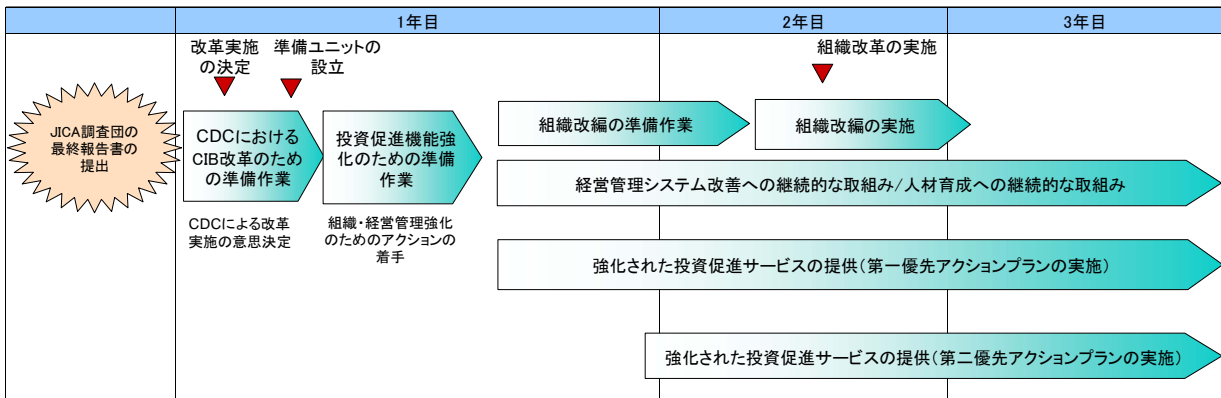 1年目
2年目
3年目
改革実施
の決定
準備ユニットの
設立
組織改革の実施
JICA調査団の
最終報告書の
提出
CDCにおける
CIB改革のため
の準備作業
投資促進機能強
化のための準備
作業
組織改編の準備作業
組織改編の実施
経営管理システム改善への継続的な取組み/人材育成への継続的な取組み
CDCによる改革
実施の意思決定
組織・経営管理強化
のためのアクションの
着手
強化された投資促進サービスの提供(第一優先アクションプランの実施)
強化された投資促進サービスの提供(第二優先アクションプランの実施)